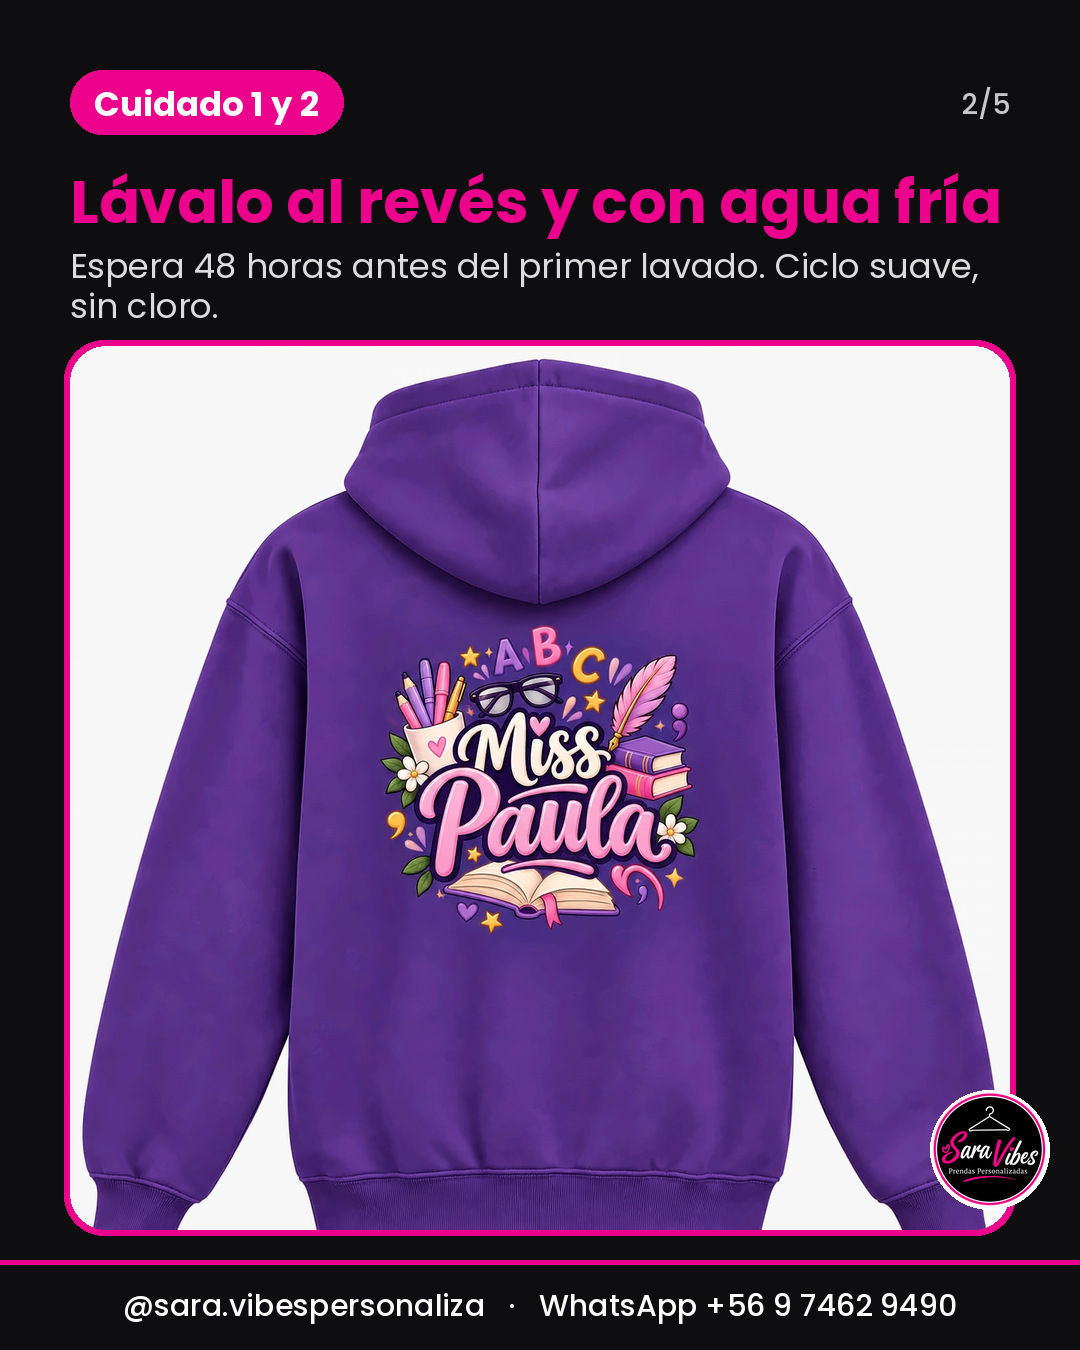 Cuidado 1 y 2
2/5
Lávalo al revés y con agua fría
Espera 48 horas antes del primer lavado. Ciclo suave,
sin cloro.
A B C
Miss
Paula
Sara Vibes
Prendas Personalizadas
@sara.vibespersonaliza · WhatsApp +56 9 7462 9490